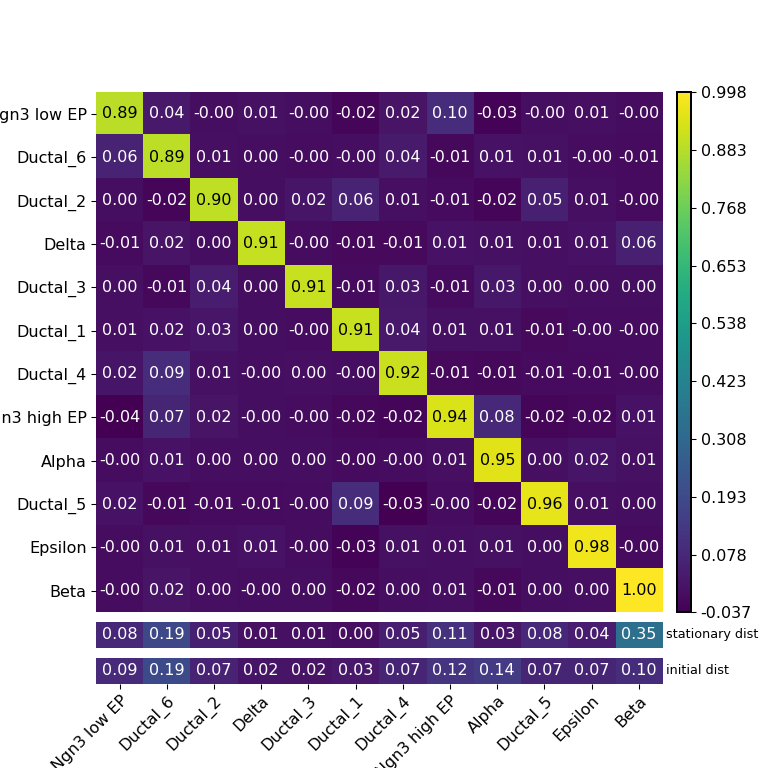 gn3 low EP 0.89 0.04 -0.00 0.01 -0.00 -0.02 0.02 0.10 -0.03 -0.00 0.01 -0.00
Ductal_6 0.06 0.89 0.01 0.00 -0.00 -0.00 0.04 -0.01 0.01 0.01 -0.00 -0.01
Ductal_2 0.00 -0.02 0.90 0.00 0.02 0.06 0.01 -0.01 -0.02 0.05 0.01 -0.00
Delta -0.01 0.02 0.00 0.91 -0.00 -0.01 -0.01 0.01 0.01 0.01 0.01 0.06
Ductal_3 0.00 -0.01 0.04 0.00 0.91 -0.01 0.03 -0.01 0.03 0.00 0.00 0.00
Ductal_1 0.01 0.02 0.03 0.00 -0.00 0.91 0.04 0.01 0.01 -0.01 -0.00 -0.00
Ductal_4 0.02 0.09 0.01 -0.00 0.00 -0.00 0.92 -0.01 -0.01 -0.01 -0.01 -0.00
n3 high EP -0.04 0.07 0.02 -0.00 -0.00 -0.02 -0.02 0.94 0.08 -0.02 -0.02 0.01
Alpha -0.00 0.01 0.00 0.00 0.00 -0.00 -0.00 0.01 0.95 0.00 0.02 0.01
Ductal_5 0.02 -0.01 -0.01 -0.01 -0.00 0.09 -0.03 -0.00 -0.02 0.96 0.01 0.00
Epsilon -0.00 0.01 0.01 0.01 -0.00 -0.03 0.01 0.01 0.01 0.00 0.98 -0.00
Beta -0.00 0.02 0.00 -0.00 0.00 -0.02 0.00 0.01 -0.01 0.00 0.00 1.00
0.998
0.883
0.768
0.653
0.538
0.423
0.308
0.193
0.078
-0.037
0.08 0.19 0.05 0.01 0.01 0.00 0.05 0.11 0.03 0.08 0.04 0.35 stationary dist
0.09 0.19 0.07 0.02 0.02 0.03 0.07 0.12 0.14 0.07 0.07 0.10 initial dist
Ngn3 low EP
Ductal_6
Ductal_2
Delta
Ductal_3
Ductal_1
Ductal_4
Ngn3 high EP
Alpha
Ductal_5
Epsilon
Beta